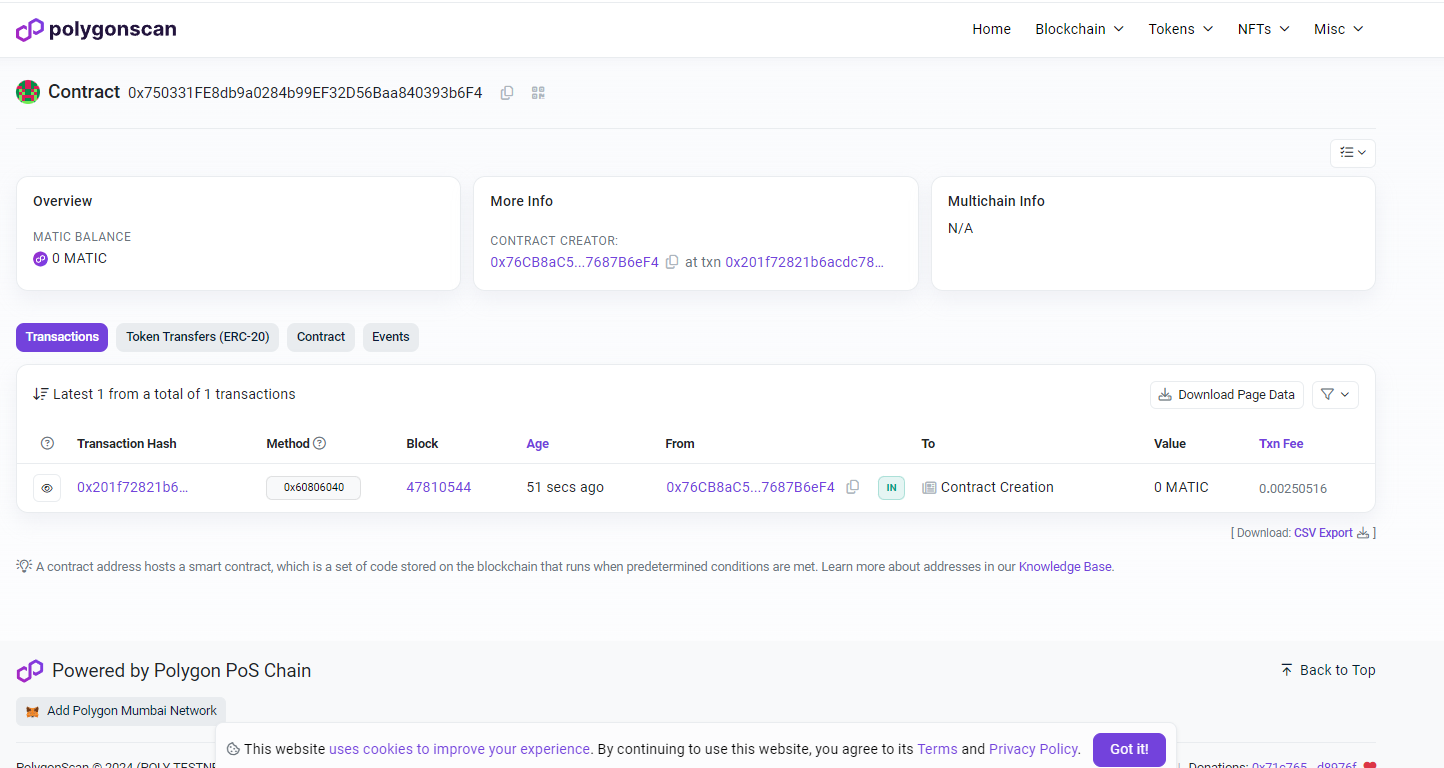 polygonscan
Home Blockchain Tokens NFTs Misc
Contract 0x750331FE8db9a0284b99EF32D56Baa840393b6F4
Overview
MATIC BALANCE
0 MATIC
More Info
CONTRACT CREATOR:
0x76CB8aC5...7687B6eF4 at txn 0x201f72821b6acdc78...
Multichain Info
N/A
Transactions Token Transfers (ERC-20) Contract Events
Latest 1 from a total of 1 transactions
Download Page Data
Transaction Hash Method Block Age From To Value Txn Fee
0x201f72821b6... 0x60806040 47810544 51 secs ago 0x76CB8aC5...7687B6eF4 IN Contract Creation 0 MATIC 0.00250516
[ Download: CSV Export ]
A contract address hosts a smart contract, which is a set of code stored on the blockchain that runs when predetermined conditions are met. Learn more about addresses in our Knowledge Base.
Powered by Polygon PoS Chain
Back to Top
Add Polygon Mumbai Network
This website uses cookies to improve your experience. By continuing to use this website, you agree to its Terms and Privacy Policy. Got it!
PolygonScan © 2024 (POLY TESTNE
Donations: 0x71c765...d8976f